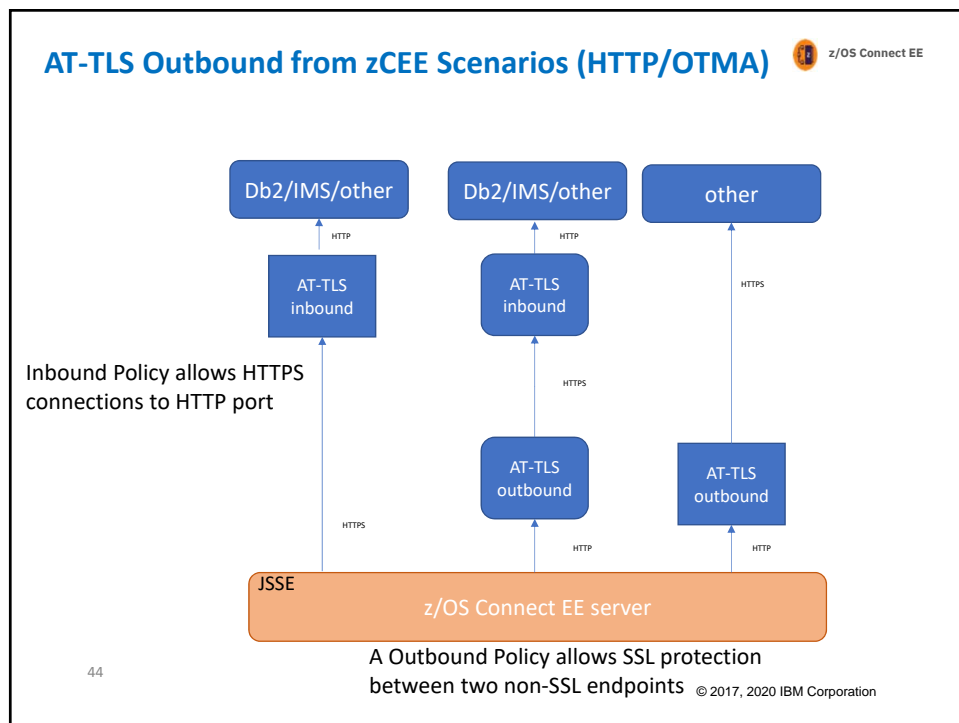 AT-TLS Outbound from zCEE Scenarios (HTTP/OTMA)
z/OS Connect EE
Db2/IMS/other
Db2/IMS/other
other
HTTP
HTTP
AT-TLS
inbound
AT-TLS
inbound
HTTPS
Inbound Policy allows HTTPS
connections to HTTP port
HTTPS
AT-TLS
outbound
AT-TLS
outbound
HTTPS
HTTP
HTTP
JSSE
z/OS Connect EE server
A Outbound Policy allows SSL protection
between two non-SSL endpoints
44
© 2017, 2020 IBM Corporation